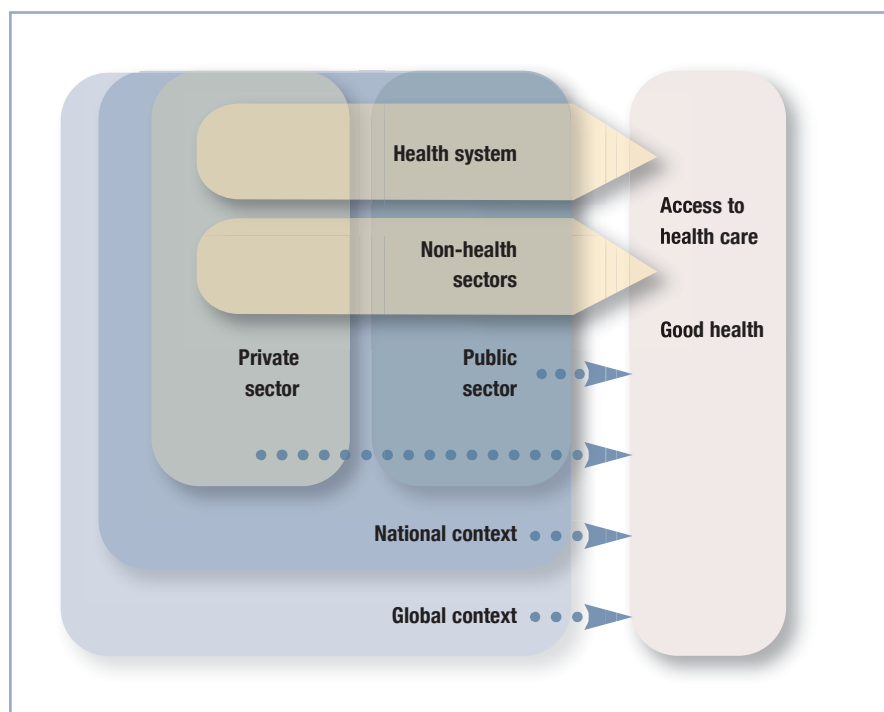 Health system
Access to
health care
Non-health
sectors
Good health
Private
sector
Public
sector
National context
Global context